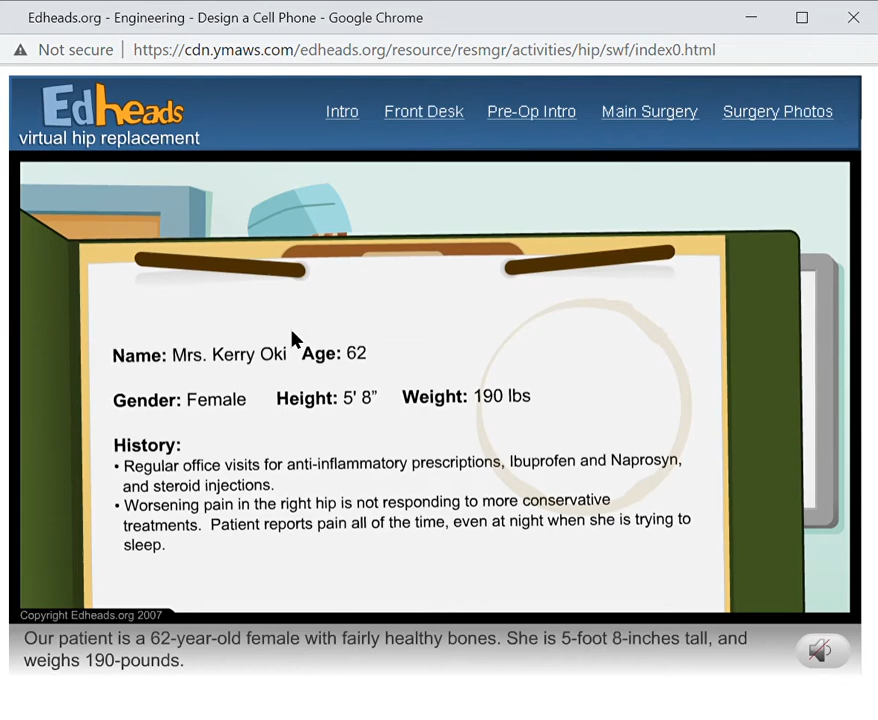 Edheads.org - Engineering - Design a Cell Phone - Google Chrome
Not secure | https://cdn.ymaws.com/edheads.org/resource/resmgr/activities/hip/swf/index0.html
Edheads
virtual hip replacement
Intro Front Desk Pre-Op Intro Main Surgery Surgery Photos
Name: Mrs. Kerry Oki Age: 62
Gender: Female Height: 5' 8" Weight: 190 lbs
History:
• Regular office visits for anti-inflammatory prescriptions, Ibuprofen and Naprosyn,
and steroid injections.
• Worsening pain in the right hip is not responding to more conservative
treatments. Patient reports pain all of the time, even at night when she is trying to
sleep.
Copyright Edheads.org 2007
Our patient is a 62-year-old female with fairly healthy bones. She is 5-foot 8-inches tall, and
weighs 190-pounds.